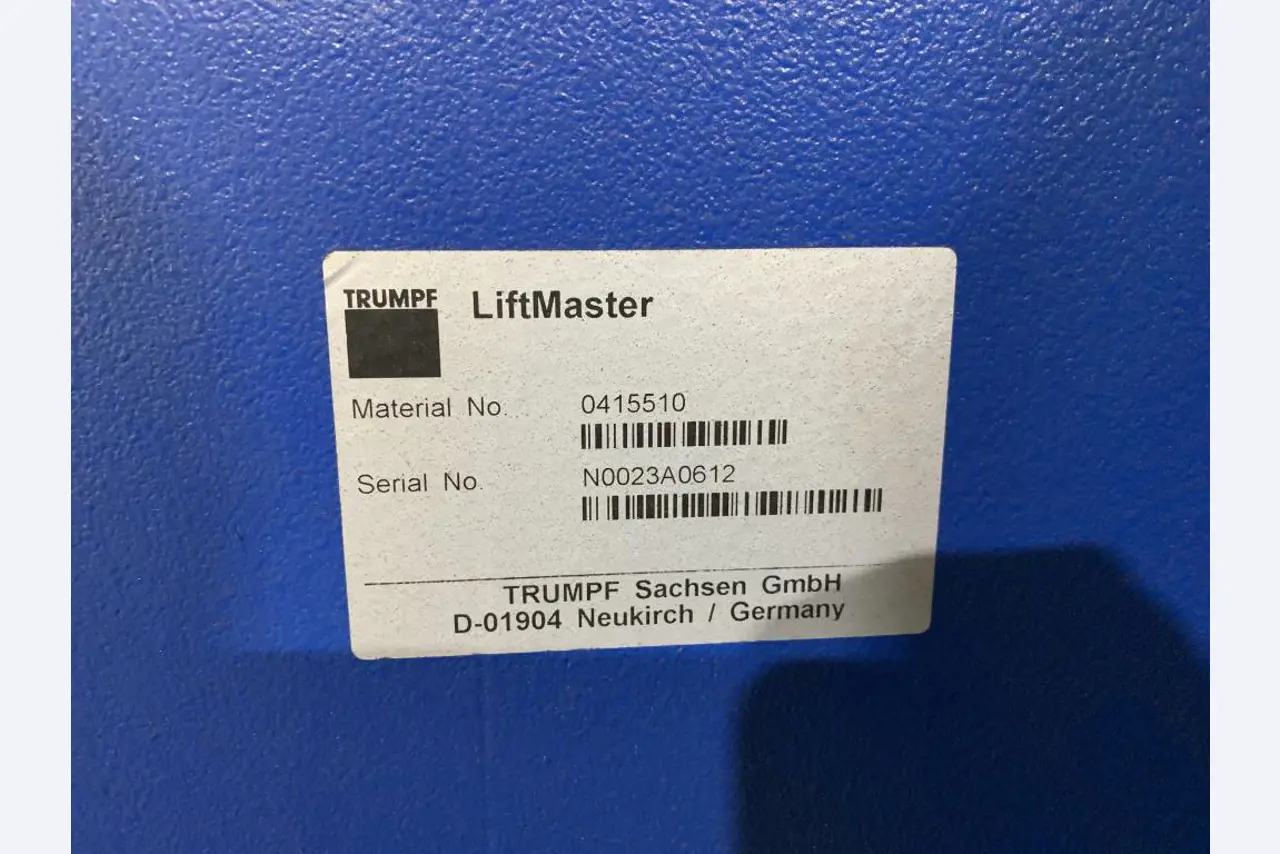 TRUMPF LiftMaster
Material No. 0415510
Serial No. N0023A0612
TRUMPF Sachsen GmbH
D-01904 Neukirch / Germany